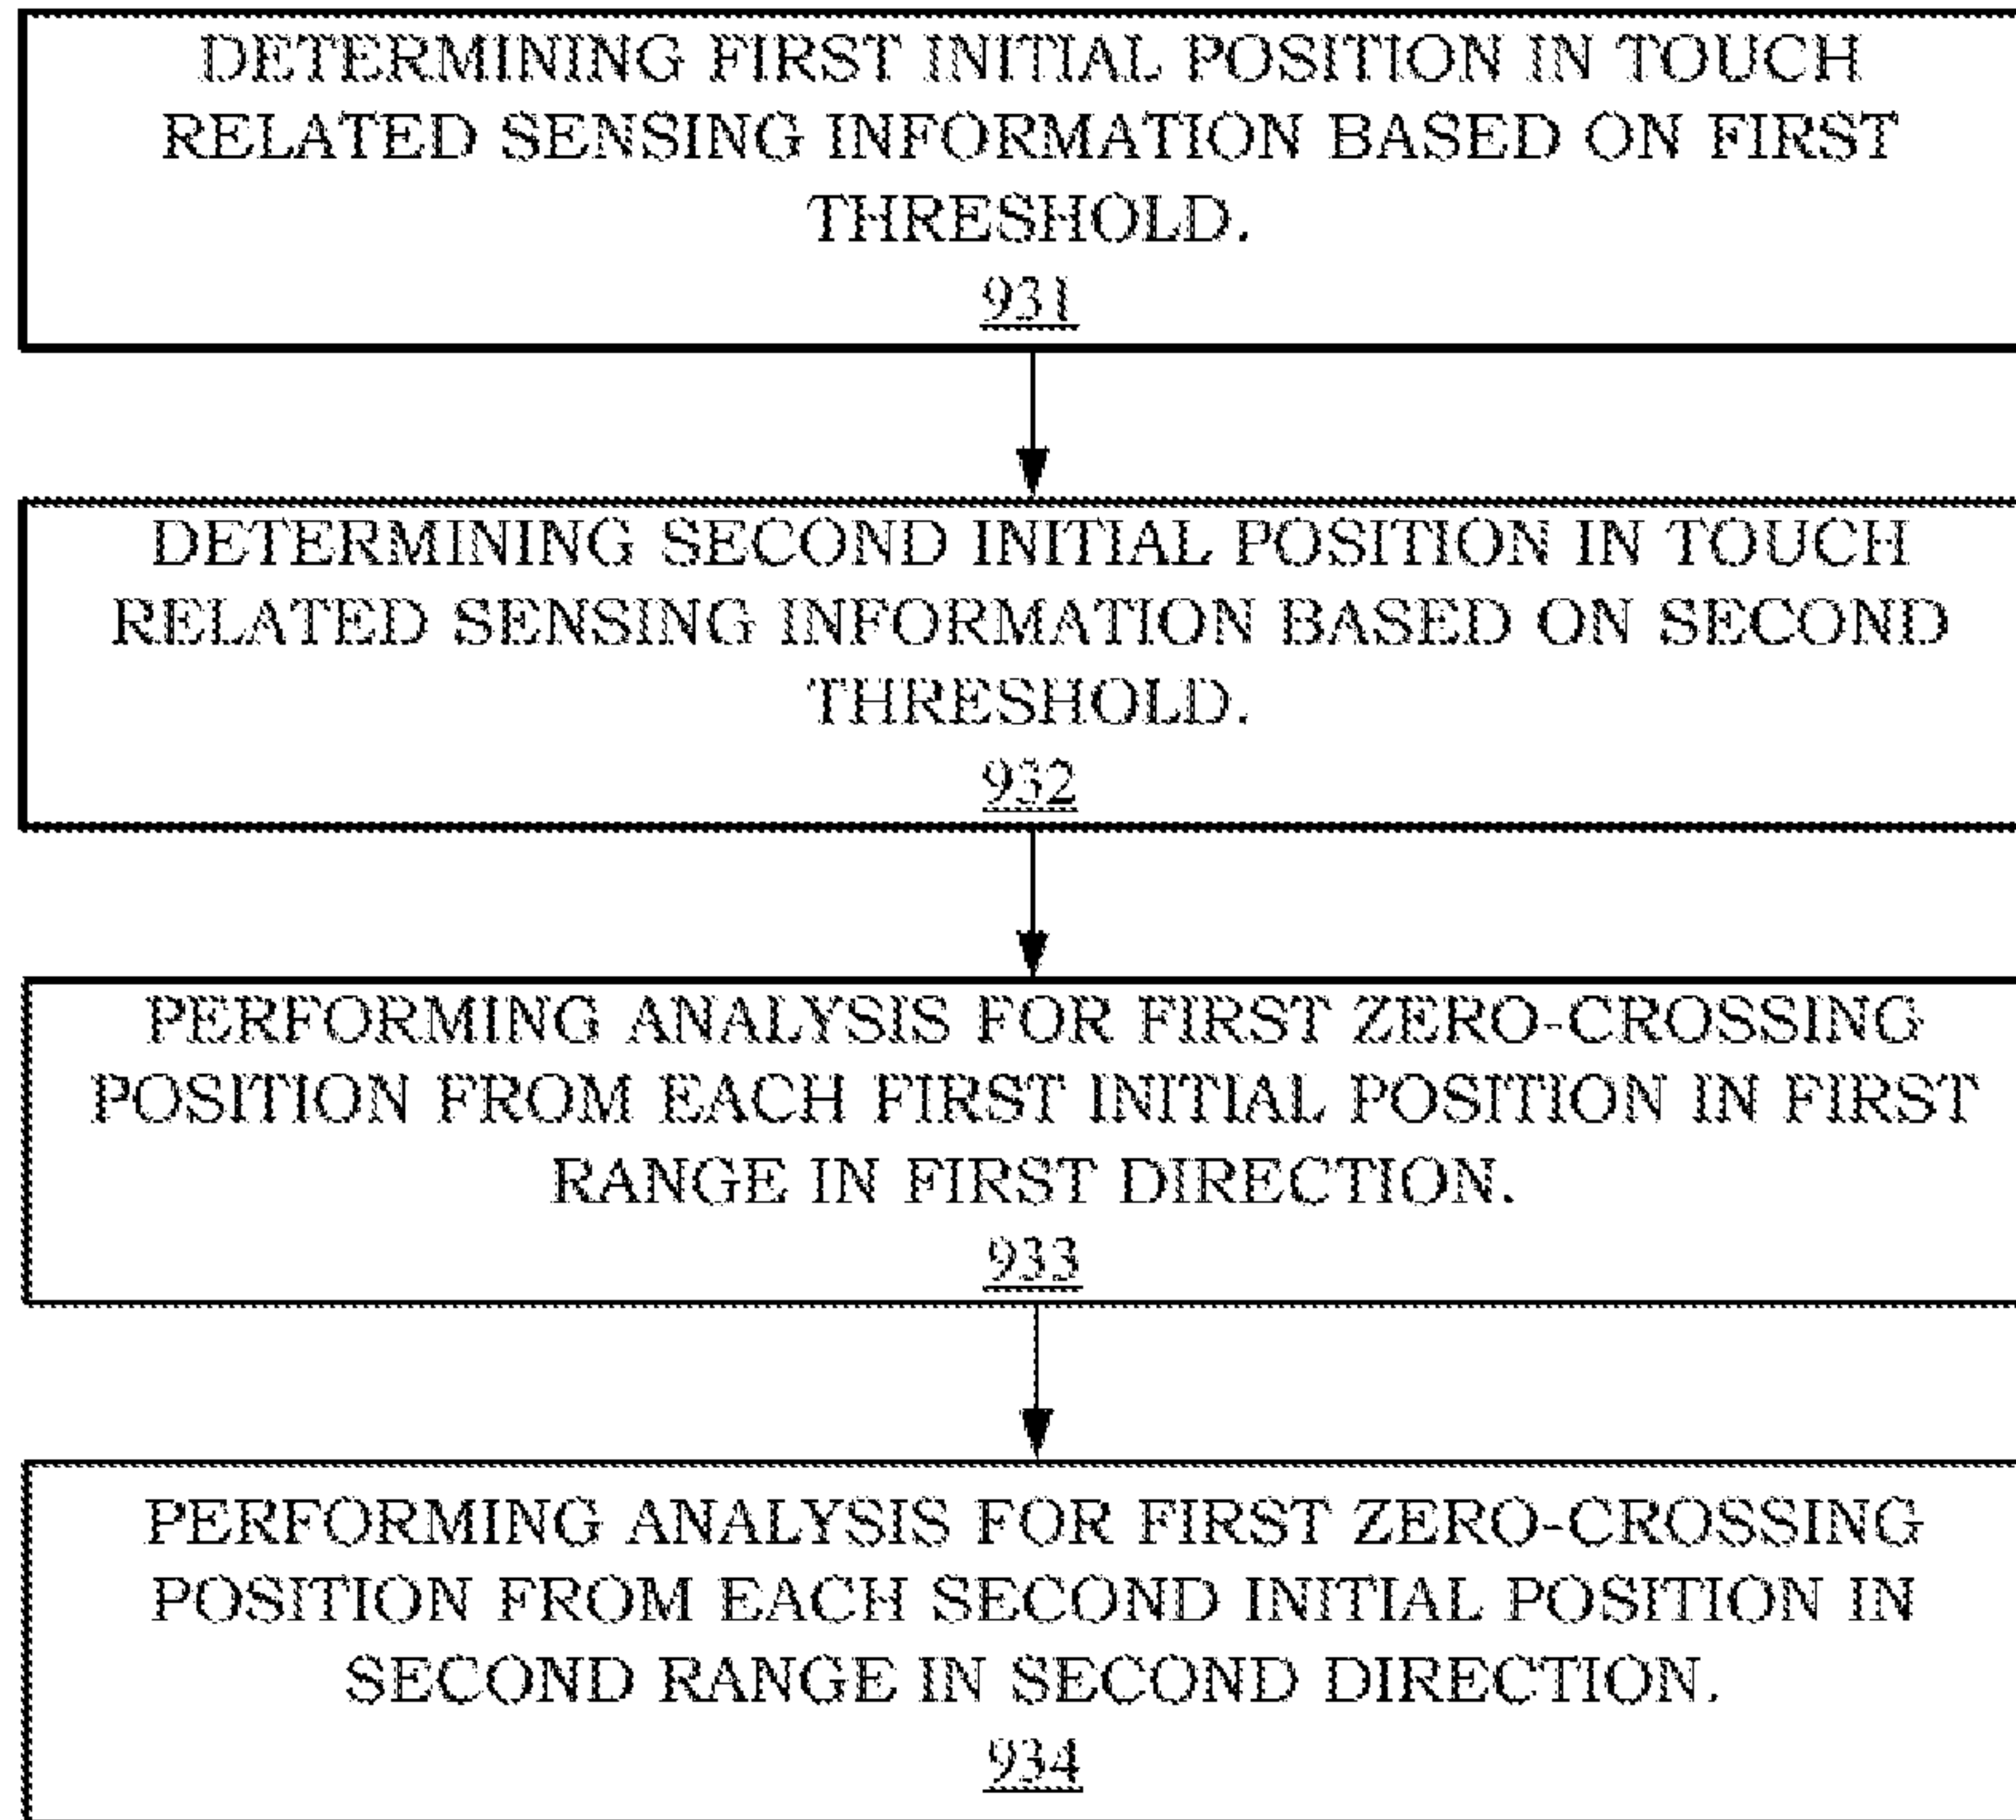 DETERMINING FIRST INITIAL POSITION IN TOUCH
RELATED SENSING INFORMATION BASED ON FIRST
THRESHOLD.
931
DETERMINING SECOND INITIAL POSITION IN TOUCH
RELATED SENSING INFORMATION BASED ON SECOND
THRESHOLD.
932
PERFORMING ANALYSIS FOR FIRST ZERO-CROSSING
POSITION FROM EACH FIRST INITIAL POSITION IN FIRST
RANGE IN FIRST DIRECTION.
933
PERFORMING ANALYSIS FOR FIRST ZERO-CROSSING
POSITION FROM EACH SECOND INITIAL POSITION IN
SECOND RANGE IN SECOND DIRECTION.
934